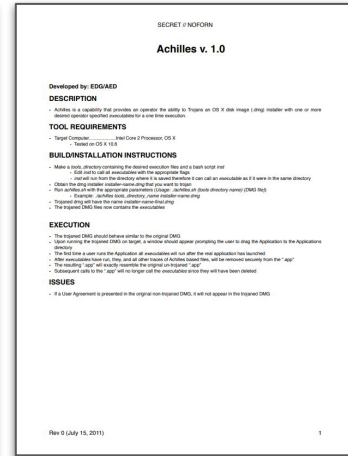 SECRET // NOFORN
Achilles v. 1.0
Developed by: EDG/AED
DESCRIPTION
- Achilles is a capability that provides an operator the ability to Trojans an OS X disk image (.dmg) installer with one or more
desired operator specified executables for a one time execution.
TOOL REQUIREMENTS
- Target Computer....................Intel Core 2 Processor, OS X
- Tested on OS X 10.6
BUILD/INSTALLATION INSTRUCTIONS
- Make a tools_directory containing the desired execution files and a bash script inst
- Edit inst to call all executables with the appropriate flags
- inst will run from the directory where it is saved therefore it can call an executable as if it were in the same directory
- Obtain the dmg installer installer-name.dmg that you want to trojan
- Run achilles.sh with the appropriate parameters (Usage: ./achilles.sh (tools directory-name) (DMG file))
- Example: ./achilles tools_directory_name installer-name.dmg
- Trojaned dmg will have the name installer-name-final.dmg
- The trojaned DMG files now contains the executables
EXECUTION
- The trojaned DMG should behave similar to the original DMG
- Upon running the trojaned DMG on target, a window should appear prompting the user to drag the Application to the Applications
directory
- The first time a user runs the Application all executables will run after the real application has launched
- After executables have run, they, and all other traces of Achilles based files, will be removed securely from the ".app"
- The resulting ".app" will exactly resemble the original un-trojaned ".app"
- Subsequent calls to the ".app" will no longer call the executables since they will have been deleted
ISSUES
- If a User Agreement is presented in the original non-trojaned DMG, it will not appear in the trojaned DMG
Rev 0 (July 15, 2011) 1